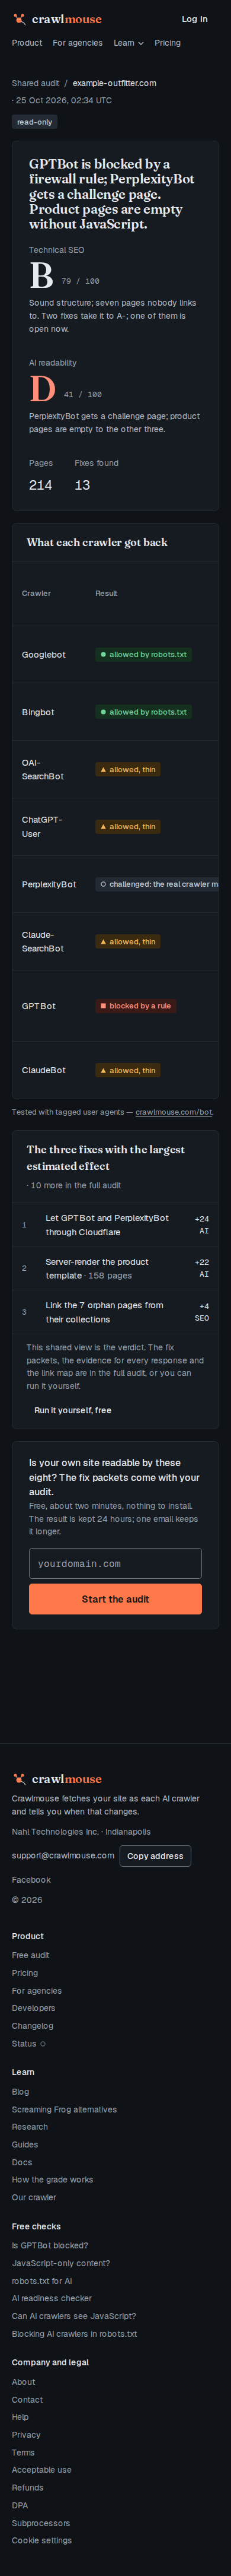 crawlmouse
Log in
Product For agencies Learn Pricing
Shared audit / example-outfitter.com
· 25 Oct 2026, 02:34 UTC
read-only
GPTBot is blocked by a
firewall rule; PerplexityBot
gets a challenge page.
Product pages are empty
without JavaScript.
Technical SEO
B 79 / 100
Sound structure; seven pages nobody links
to. Two fixes take it to A-; one of them is
open now.
AI readability
D 41 / 100
PerplexityBot gets a challenge page; product
pages are empty to the other three.
Pages Fixes found
214 13
What each crawler got back
Crawler Result
Googlebot allowed by robots.txt
Bingbot allowed by robots.txt
OAI-
SearchBot
allowed, thin
ChatGPT-
User
allowed, thin
PerplexityBot challenged: the real crawler m
Claude-
SearchBot
allowed, thin
GPTBot blocked by a rule
ClaudeBot allowed, thin
Tested with tagged user agents — crawlmouse.com/bot.
The three fixes with the largest
estimated effect
· 10 more in the full audit
1 Let GPTBot and PerplexityBot
through Cloudflare
+24
AI
2 Server-render the product
template · 158 pages
+22
AI
3 Link the 7 orphan pages from
their collections
+4
SEO
This shared view is the verdict. The fix
packets, the evidence for every response and
the link map are in the full audit, or you can
run it yourself.
Run it yourself, free
Is your own site readable by these
eight? The fix packets come with your
audit.
Free, about two minutes, nothing to install.
The result is kept 24 hours; one email keeps
it longer.
yourdomain.com
Start the audit
crawlmouse
Crawlmouse fetches your site as each AI crawler
and tells you when that changes.
Nahl Technologies Inc. · Indianapolis
support@crawlmouse.com Copy address
Facebook
© 2026
Product
Free audit
Pricing
For agencies
Developers
Changelog
Status
Learn
Blog
Screaming Frog alternatives
Research
Guides
Docs
How the grade works
Our crawler
Free checks
Is GPTBot blocked?
JavaScript-only content?
robots.txt for AI
AI readiness checker
Can AI crawlers see JavaScript?
Blocking AI crawlers in robots.txt
Company and legal
About
Contact
Help
Privacy
Terms
Acceptable use
Refunds
DPA
Subprocessors
Cookie settings